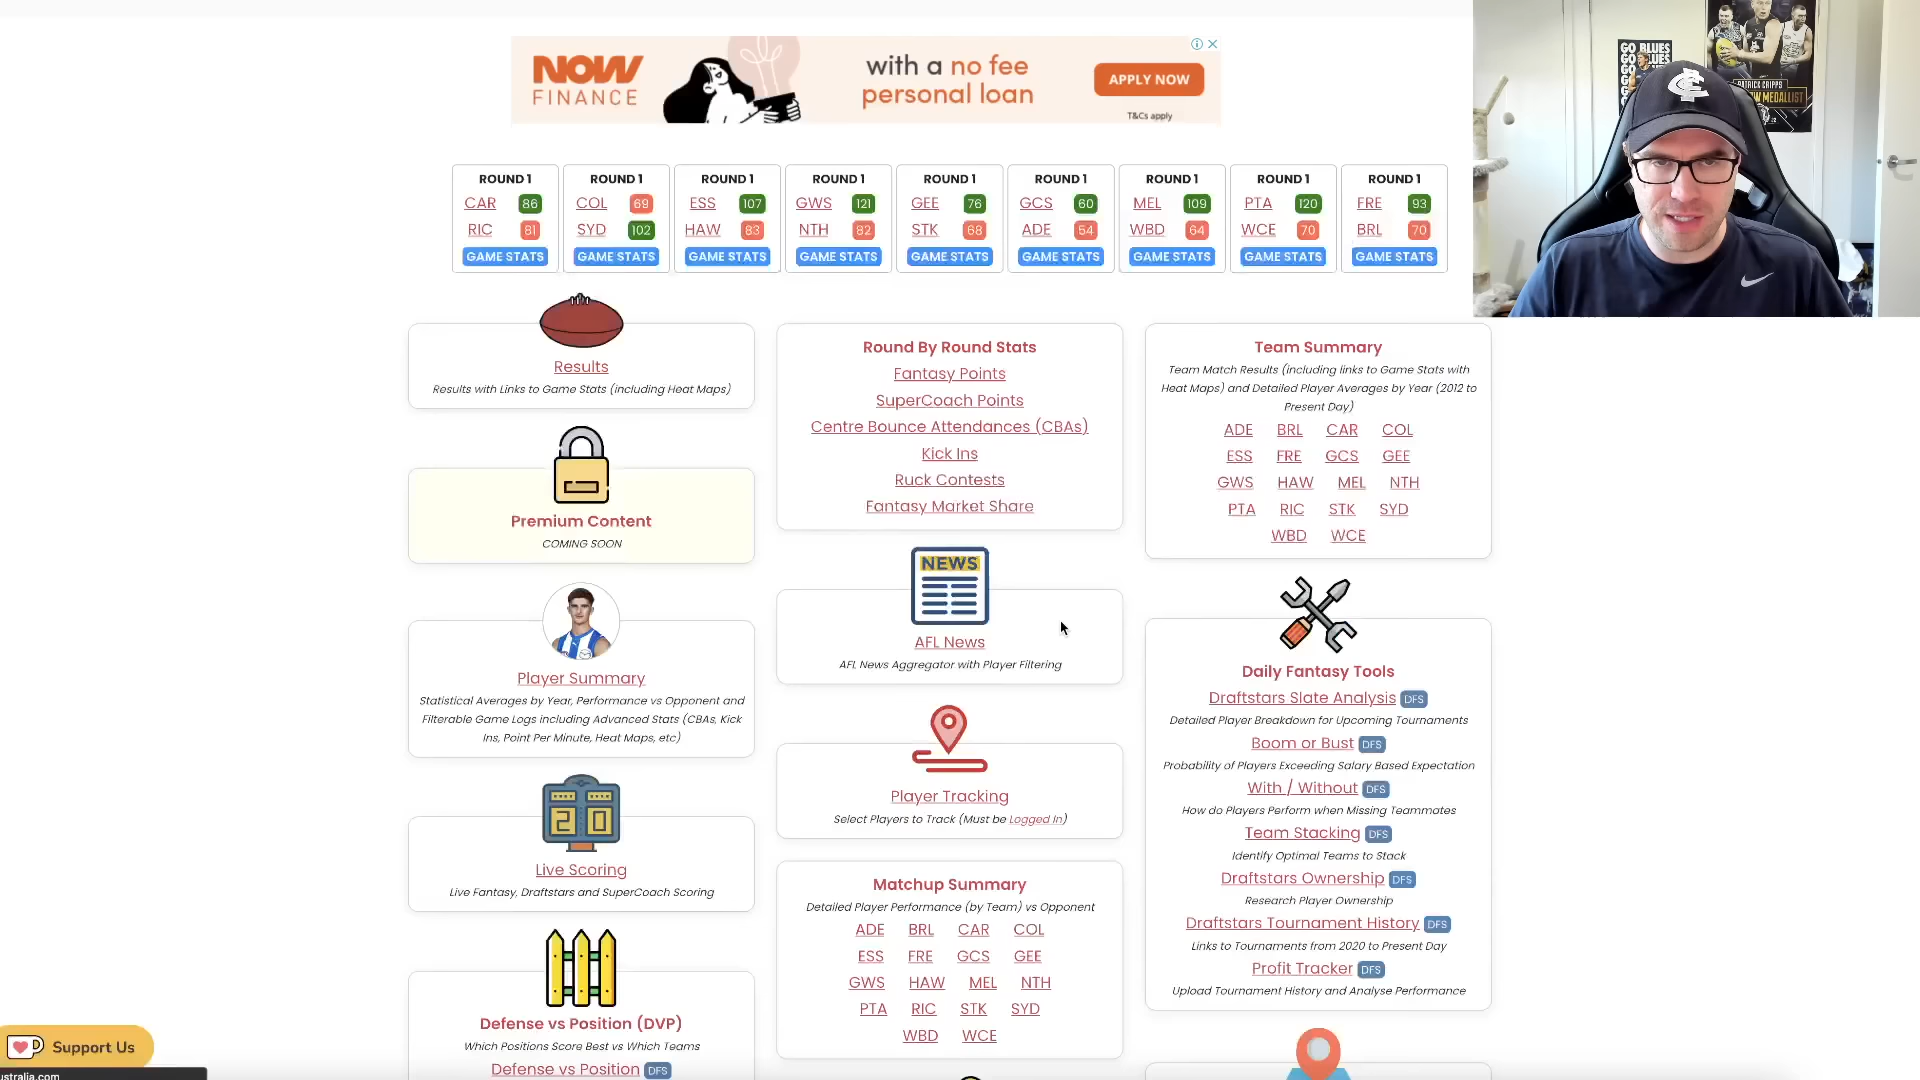 NOW
FINANCE
with a no fee
personal loan
APPLY NOW
T&Cs apply
ROUND 1
CAR 86
RIC 81
GAME STATS
ROUND 1
COL 69
SYD 102
GAME STATS
ROUND 1
ESS 107
HAW 83
GAME STATS
ROUND 1
GWS 121
NTH 82
GAME STATS
ROUND 1
GEE 76
STK 68
GAME STATS
ROUND 1
GCS 60
ADE 54
GAME STATS
ROUND 1
MEL 109
WBD 64
GAME STATS
ROUND 1
PTA 120
WCE 70
GAME STATS
ROUND 1
FRE 93
BRL 70
GAME STATS
GO BLUES
PATRICK CRIPPS
MEDALLIST
Results
Results with Links to Game Stats (including Heat Maps)
Premium Content
COMING SOON
Player Summary
Statistical Averages by Year, Performance vs Opponent and
Filterable Game Logs including Advanced Stats (CBAs, Kick
Ins, Point Per Minute, Heat Maps, etc)
20
Live Scoring
Live Fantasy, Draftstars and SuperCoach Scoring
Defense vs Position (DVP)
Which Positions Score Best vs Which Teams
Defense vs Position DFS
Round By Round Stats
Fantasy Points
SuperCoach Points
Centre Bounce Attendances (CBAs)
Kick Ins
Ruck Contests
Fantasy Market Share
NEWS
AFL News
AFL News Aggregator with Player Filtering
Player Tracking
Select Players to Track (Must be Logged In)
Matchup Summary
Detailed Player Performance (by Team) vs Opponent
ADE BRL CAR COL
ESS FRE GCS GEE
GWS HAW MEL NTH
PTA RIC STK SYD
WBD WCE
Team Summary
Team Match Results (including links to Game Stats with
Heat Maps) and Detailed Player Averages by Year (2012 to
Present Day)
ADE BRL CAR COL
ESS FRE GCS GEE
GWS HAW MEL NTH
PTA RIC STK SYD
WBD WCE
Daily Fantasy Tools
Draftstars Slate Analysis DFS
Detailed Player Breakdown for Upcoming Tournaments
Boom or Bust DFS
Probability of Players Exceeding Salary Based Expectation
With / Without DFS
How do Players Perform when Missing Teammates
Team Stacking DFS
Identify Optimal Teams to Stack
Draftstars Ownership DFS
Research Player Ownership
Draftstars Tournament History DFS
Links to Tournaments from 2020 to Present Day
Profit Tracker DFS
Upload Tournament History and Analyse Performance
Support Us
ustralia.com